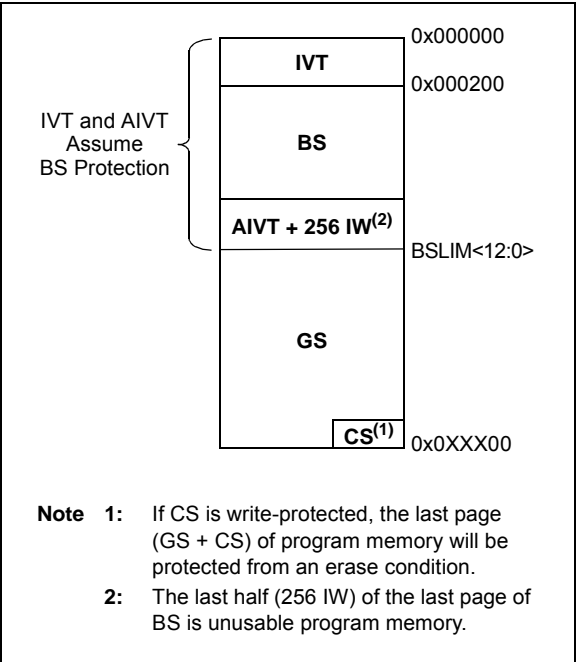 0x000000
IVT
0x000200
IVT and AIVT
Assume
BS Protection
BS
AIVT + 256 IW(2)
BSLIM<12:0>
GS
CS(1)
0x0XXX00
Note 1: If CS is write-protected, the last page
(GS + CS) of program memory will be
protected from an erase condition.
2: The last half (256 IW) of the last page of
BS is unusable program memory.